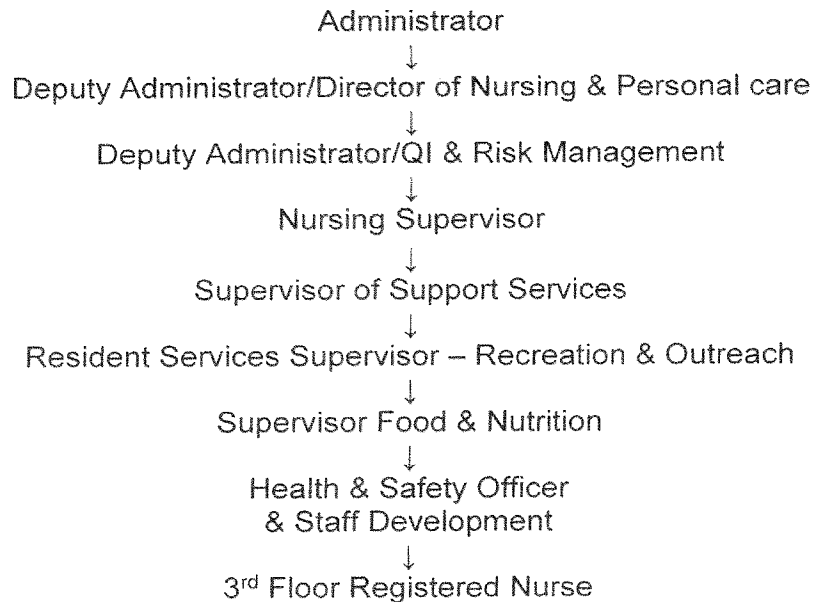 Administrator
↓
Deputy Administrator/Director of Nursing & Personal care
↓
Deputy Administrator/QI & Risk Management
↓
Nursing Supervisor
↓
Supervisor of Support Services
↓
Resident Services Supervisor – Recreation & Outreach
↓
Supervisor Food & Nutrition
↓
Health & Safety Officer
& Staff Development
↓
3rd Floor Registered Nurse